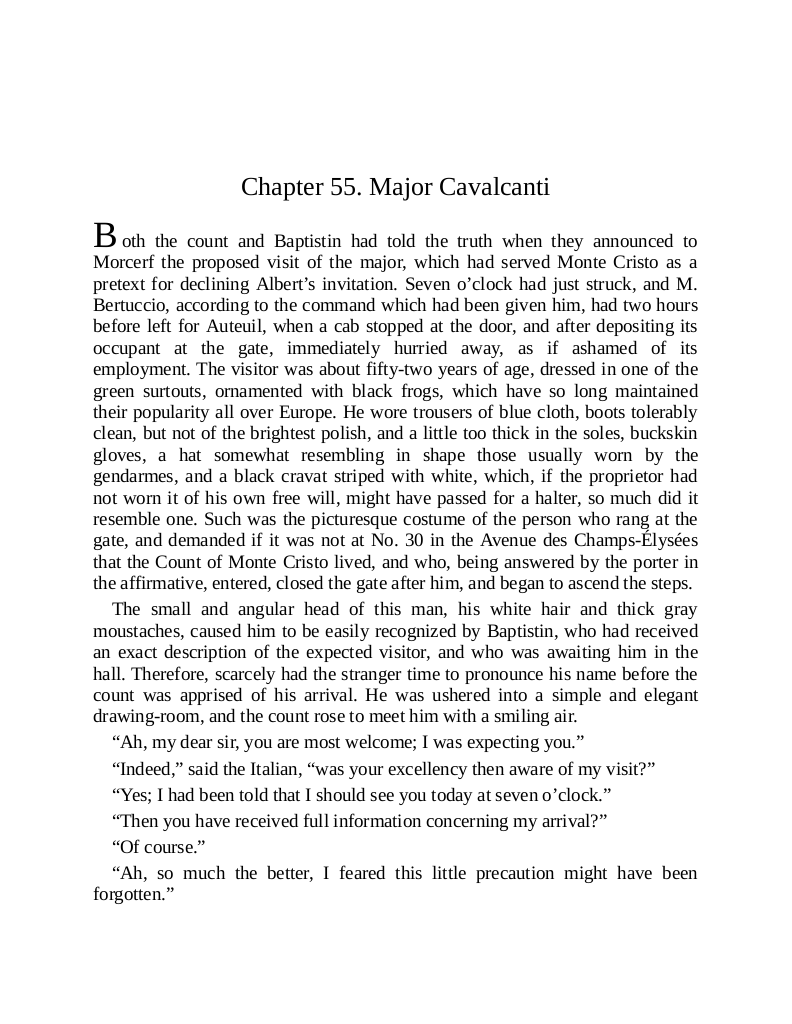 Chapter 55. Major Cavalcanti
Both the count and Baptistin had told the truth when they announced to
Morcerf the proposed visit of the major, which had served Monte Cristo as a
pretext for declining Albert’s invitation. Seven o’clock had just struck, and M.
Bertuccio, according to the command which had been given him, had two hours
before left for Auteuil, when a cab stopped at the door, and after depositing its
occupant at the gate, immediately hurried away, as if ashamed of its
employment. The visitor was about fifty-two years of age, dressed in one of the
green surtouts, ornamented with black frogs, which have so long maintained
their popularity all over Europe. He wore trousers of blue cloth, boots tolerably
clean, but not of the brightest polish, and a little too thick in the soles, buckskin
gloves, a hat somewhat resembling in shape those usually worn by the
gendarmes, and a black cravat striped with white, which, if the proprietor had
not worn it of his own free will, might have passed for a halter, so much did it
resemble one. Such was the picturesque costume of the person who rang at the
gate, and demanded if it was not at No. 30 in the Avenue des Champs-Élysées
that the Count of Monte Cristo lived, and who, being answered by the porter in
the affirmative, entered, closed the gate after him, and began to ascend the steps.
The small and angular head of this man, his white hair and thick gray
moustaches, caused him to be easily recognized by Baptistin, who had received
an exact description of the expected visitor, and who was awaiting him in the
hall. Therefore, scarcely had the stranger time to pronounce his name before the
count was apprised of his arrival. He was ushered into a simple and elegant
drawing-room, and the count rose to meet him with a smiling air.
“Ah, my dear sir, you are most welcome; I was expecting you.”
“Indeed,” said the Italian, “was your excellency then aware of my visit?”
“Yes; I had been told that I should see you today at seven o’clock.”
“Then you have received full information concerning my arrival?”
“Of course.”
“Ah, so much the better, I feared this little precaution might have been
forgotten.”